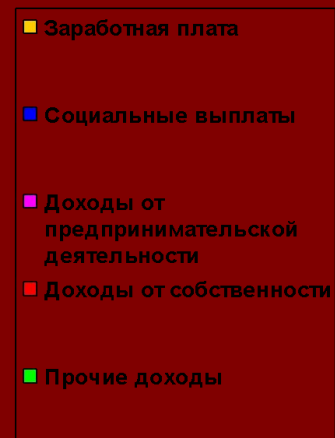 Заработная плата
Социальные выплаты
Доходы от
предпринимательской
деятельности
Доходы от собственности
Прочие доходы